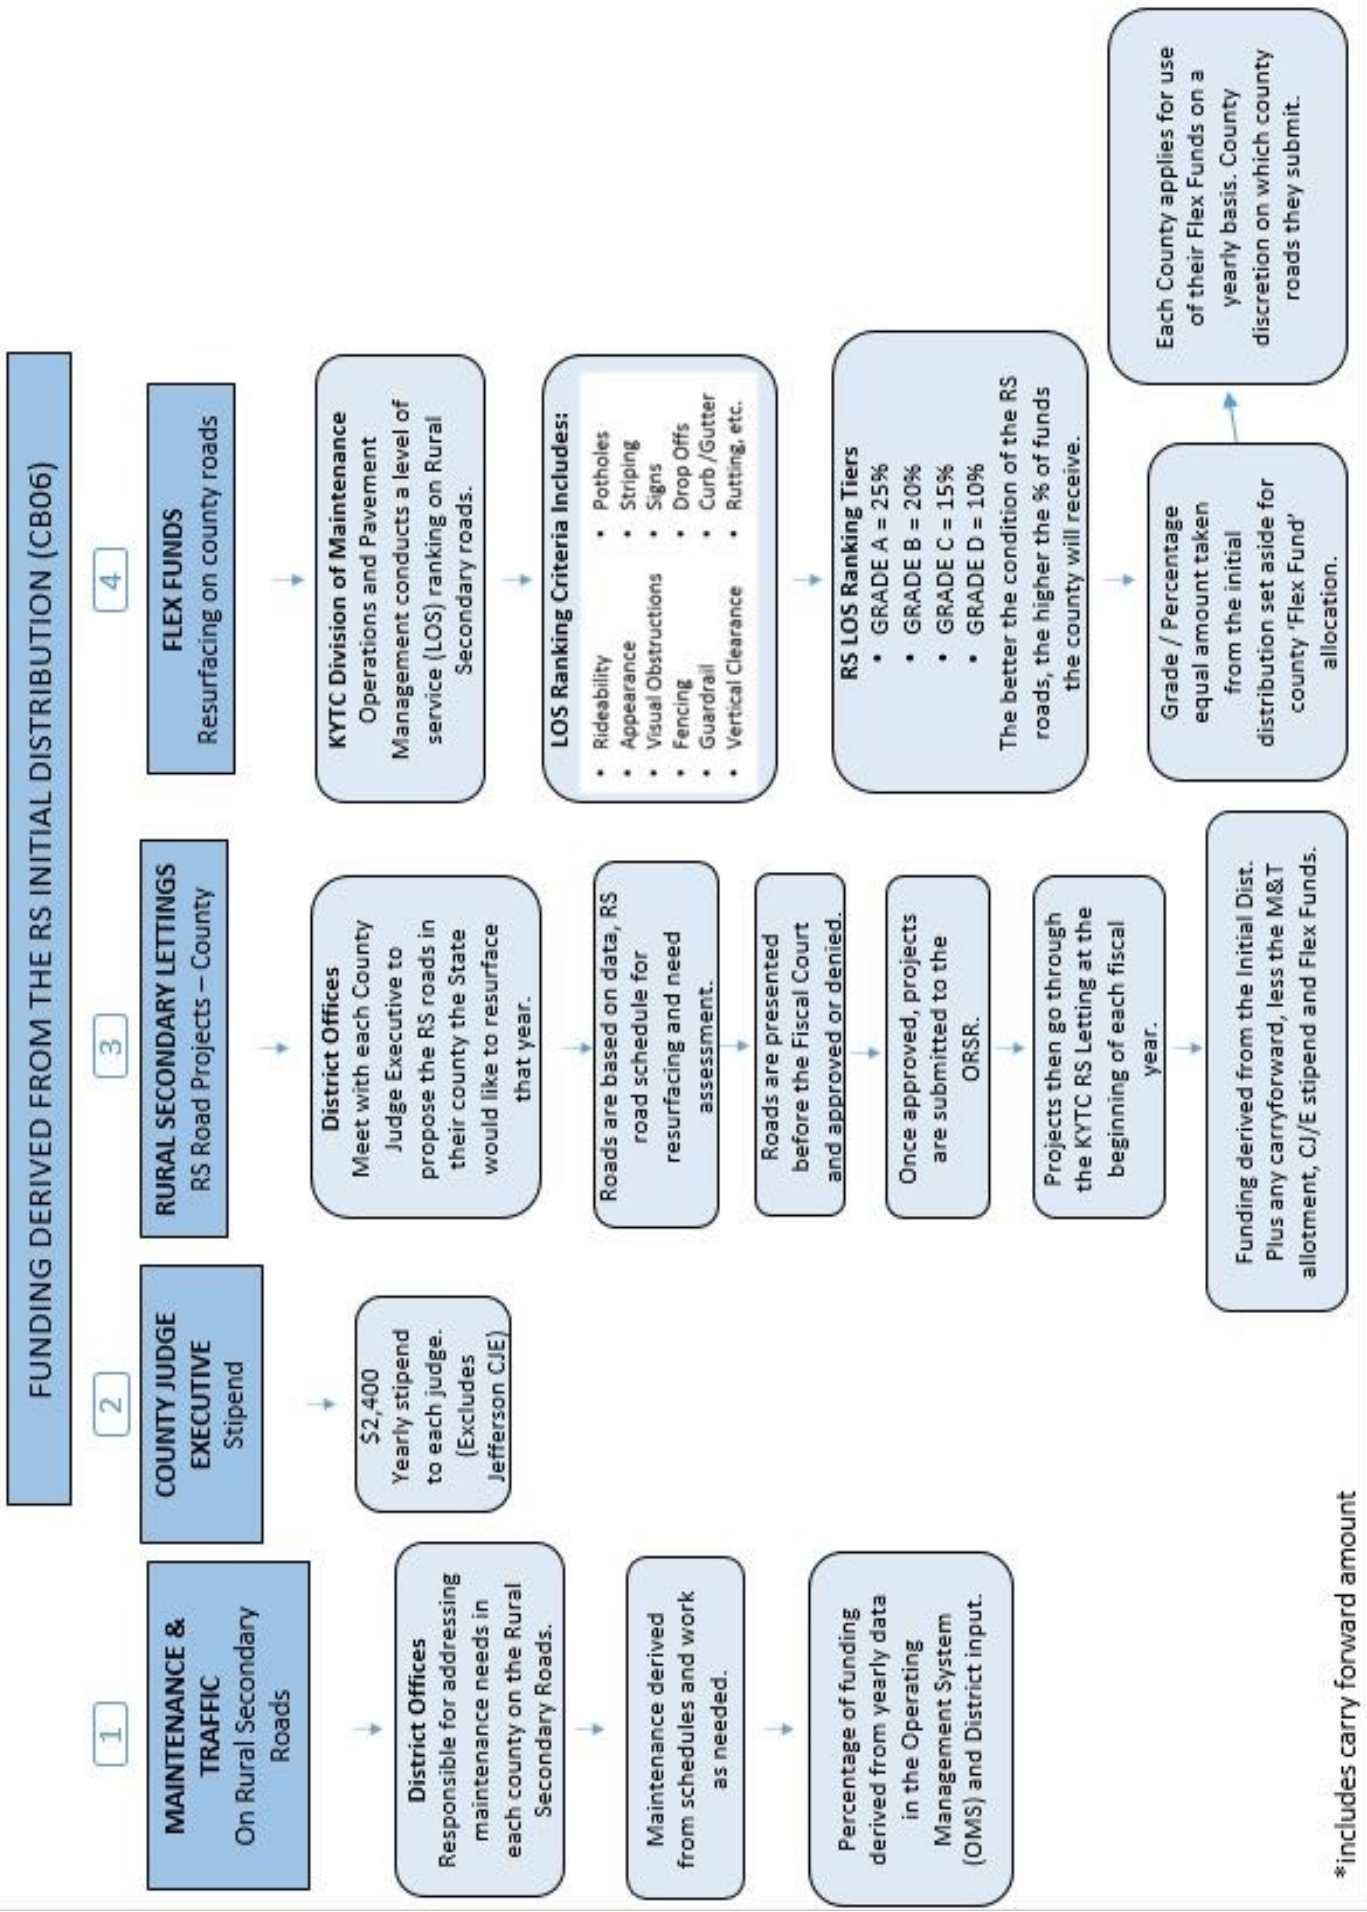 FUNDING DERIVED FROM THE RS INITIAL DISTRIBUTION (CB06)
1
MAINTENANCE &
TRAFFIC
On Rural Secondary
Roads
District Offices
Responsible for addressing
maintenance needs in
each county on the Rural
Secondary Roads.
Maintenance derived
from schedules and work
as needed.
Percentage of funding
derived from yearly data
in the Operating
Management System
(OMS) and District input.
2
COUNTY JUDGE
EXECUTIVE
Stipend
$2,400
Yearly stipend
to each judge.
(Excludes
Jefferson CJE)
3
RURAL SECONDARY LETTINGS
RS Road Projects – County
District Offices
Meet with each County
Judge Executive to
propose the RS roads in
their county the State
would like to resurface
that year.
Roads are based on data, RS
road schedule for
resurfacing and need
assessment.
Roads are presented
before the Fiscal Court
and approved or denied.
Once approved, projects
are submitted to the
ORSR.
Projects then go through
the KYTC RS Letting at the
beginning of each fiscal
year.
Funding derived from the Initial Dist.
Plus any carryforward, less the M&T
allotment, CJ/E stipend and Flex Funds.
4
FLEX FUNDS
Resurfacing on county roads
KYTC Division of Maintenance
Operations and Pavement
Management conducts a level of
service (LOS) ranking on Rural
Secondary roads.
LOS Ranking Criteria Includes:
• Rideability
• Appearance
• Visual Obstructions
• Fencing
• Guardrail
• Vertical Clearance
• Potholes
• Striping
• Signs
• Drop Offs
• Curb /Gutter
• Rutting, etc.
RS LOS Ranking Tiers
• GRADE A = 25%
• GRADE B = 20%
• GRADE C = 15%
• GRADE D = 10%
The better the condition of the RS
roads, the higher the % of funds
the county will receive.
Grade / Percentage
equal amount taken
from the initial
distribution set aside for
county ‘Flex Fund’
allocation.
Each County applies for use
of their Flex Funds on a
yearly basis. County
discretion on which county
roads they submit.
*includes carry forward amount